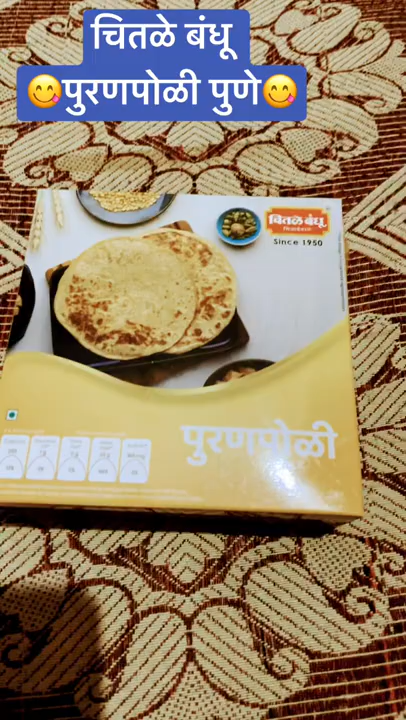 चितळे बंधू
😋पुरणपोळी पुणे😋
चितळे बंधू
Since 1950
पुरणपोळी